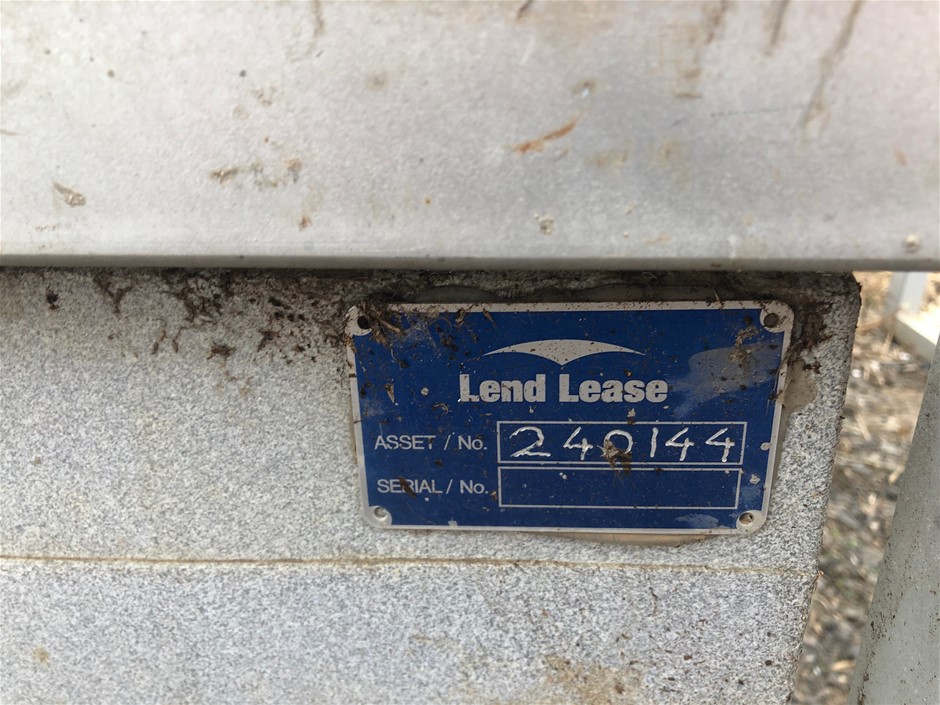 Lend Lease
ASSET / No. 240144
SERIAL / No.